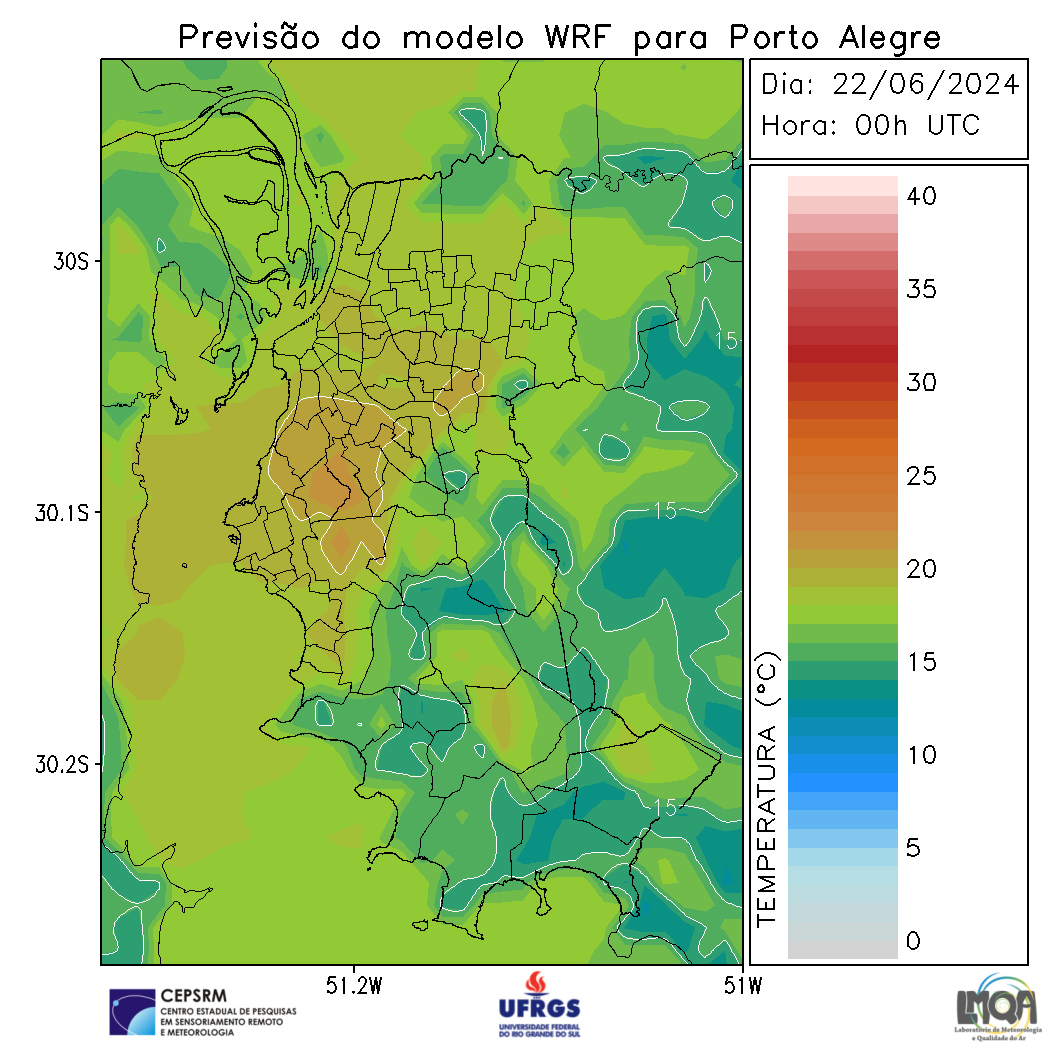 Previsão do modelo WRF para Porto Alegre
Dia: 22/06/2024
Hora: 00h UTC
40
35
30
25
20
15
10
5
0
TEMPERATURA (°C)
30S
30.1S
30.2S
51.2W
51W
15
15
15
CEPSRM
CENTRO ESTADUAL DE PESQUISAS
EM SENSORIAMENTO REMOTO
E METEOROLOGIA
UFRGS
UNIVERSIDADE FEDERAL
DO RIO GRANDE DO SUL
LMQA
Laboratório de Meteorologia
e Qualidade do Ar